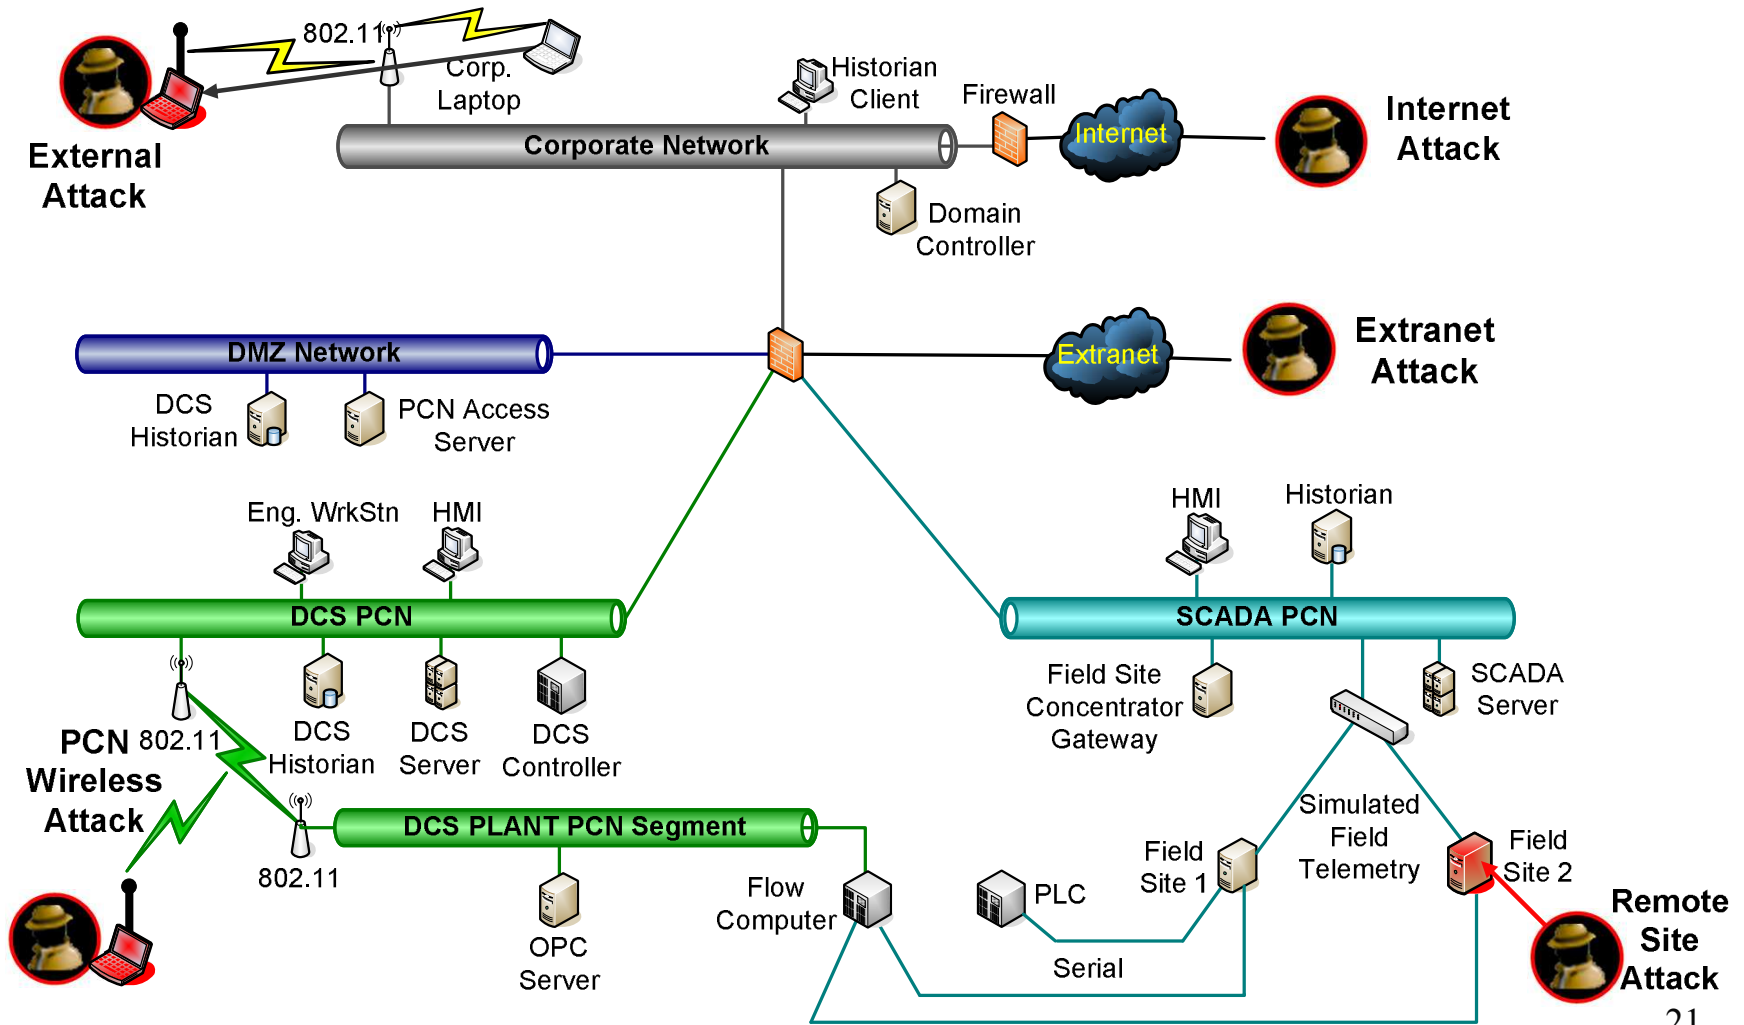 802.11
Corp.
Laptop
External
Attack
Historian
Client
Firewall
Internet
Internet
Attack
Corporate Network
Domain
Controller
DMZ Network
Extranet
Extranet
Attack
DCS
Historian
PCN Access
Server
Eng. WrkStn
HMI
HMI
Historian
DCS PCN
SCADA PCN
802.11
DCS
Historian
DCS
Server
DCS
Controller
Field Site
Concentrator
Gateway
SCADA
Server
PCN
Wireless
Attack
802.11
DCS PLANT PCN Segment
Simulated
Field
Telemetry
Field
Site 1
Field
Site 2
Flow
Computer
PLC
OPC
Server
Serial
Remote
Site
Attack
21